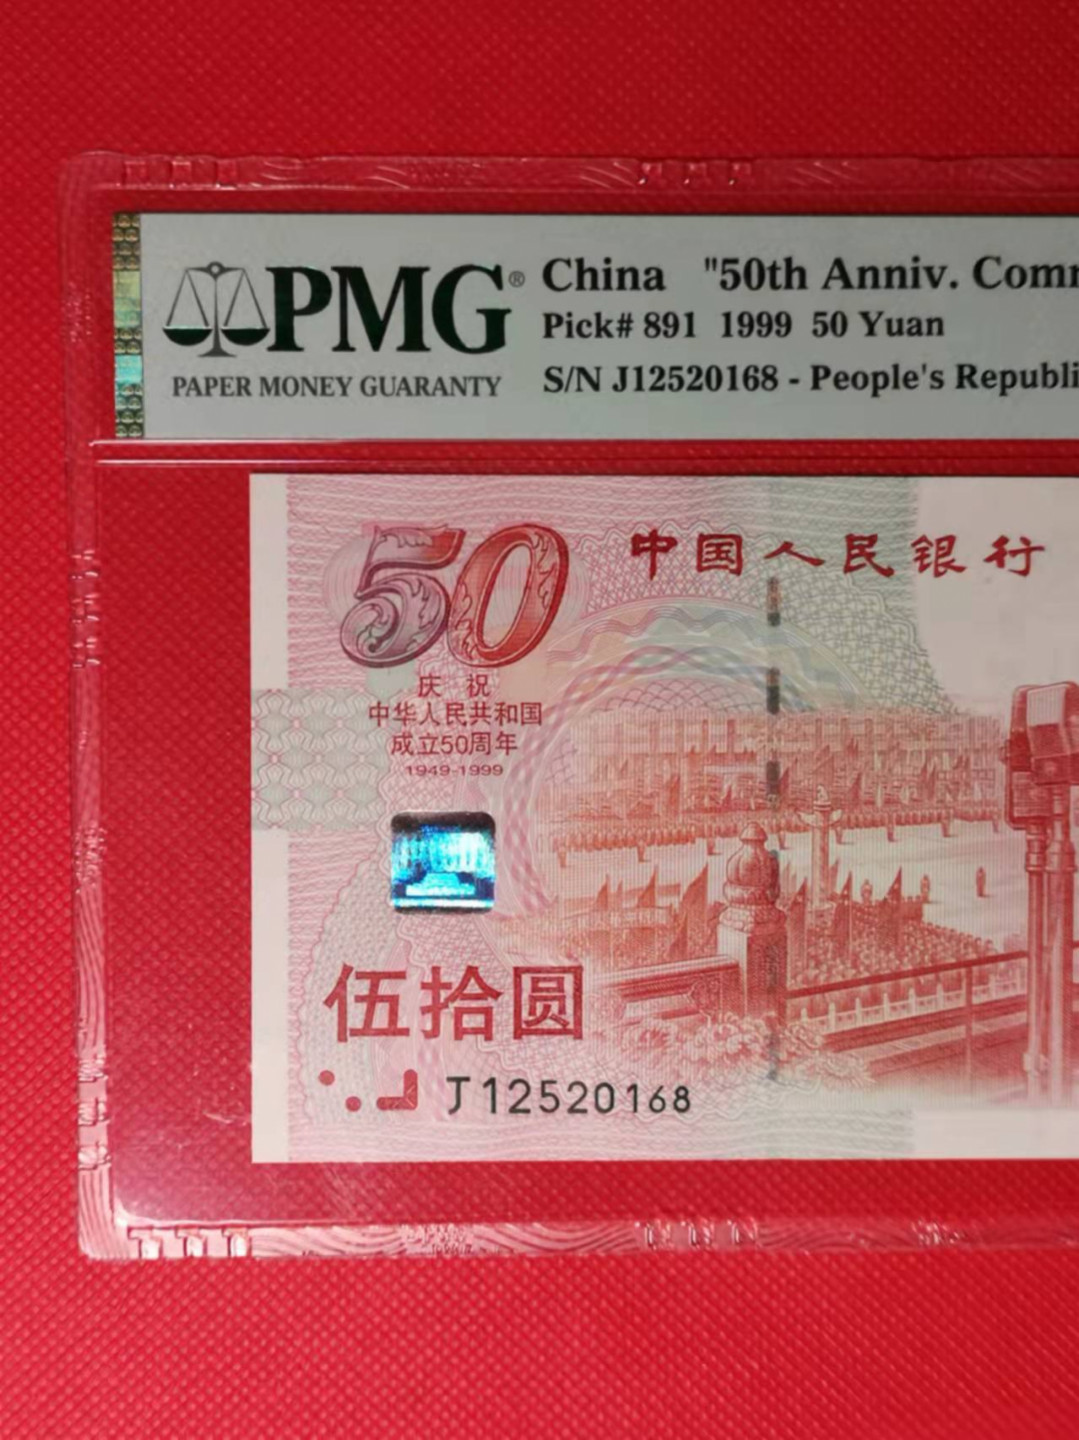 PMG®
PAPER MONEY GUARANTY
China "50th Anniv. Comm
Pick# 891 1999 50 Yuan
S/N J12520168 - People's Republi
50
中国人民银行
庆 祝
中华人民共和国
成立50周年
1949-1999
伍拾圆
J12520168